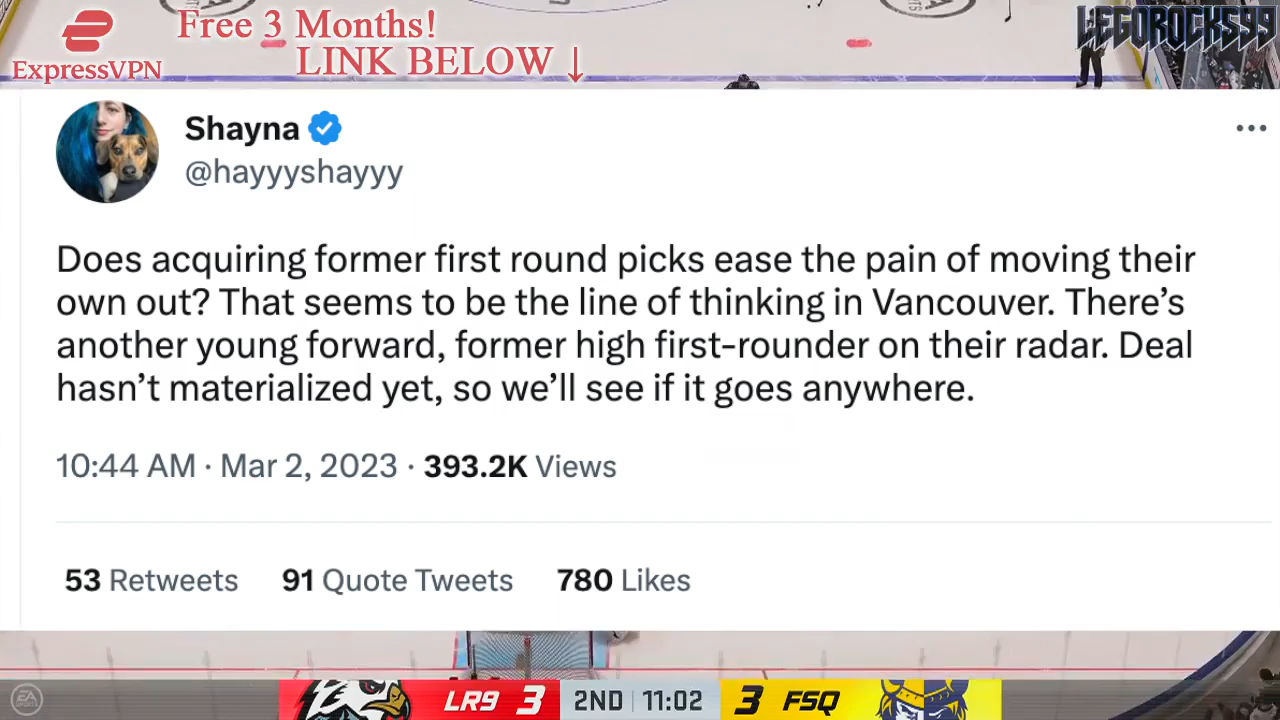 Free 3 Months!
LINK BELOW ↓
ExpressVPN
LEGOROCKS99
Shayna
@hayyyshayyy
Does acquiring former first round picks ease the pain of moving their
own out? That seems to be the line of thinking in Vancouver. There’s
another young forward, former high first-rounder on their radar. Deal
hasn’t materialized yet, so we’ll see if it goes anywhere.
10:44 AM · Mar 2, 2023 · 393.2K Views
53 Retweets 91 Quote Tweets 780 Likes
EA SPORTS
LR9 3 2ND 11:02 3 FSQ